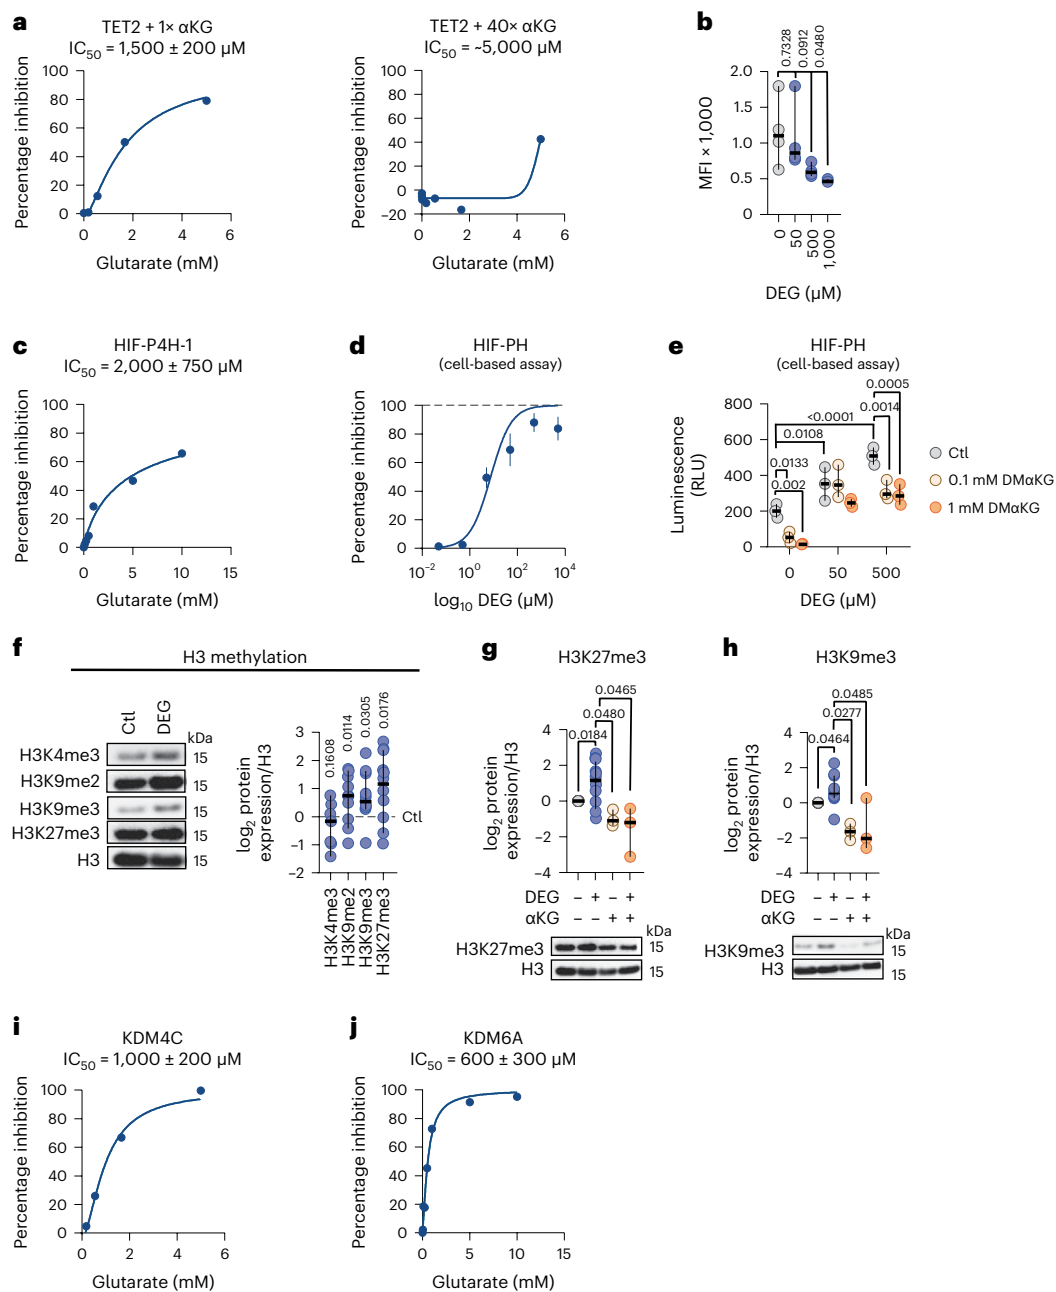 a
TET2 + 1× αKG
IC50 = 1,500 ± 200 µM
Percentage inhibition
100
80
60
40
20
0
0 2 4 6
Glutarate (mM)
TET2 + 40× αKG
IC50 = ~5,000 µM
Percentage inhibition
100
80
60
40
20
0
−20
0 2 4 6
Glutarate (mM)
b
0.7328
0.0912
0.0480
MFI × 1,000
2.0
1.5
1.0
0.5
0
0
50
500
1,000
DEG (µM)
c
HIF-P4H-1
IC50 = 2,000 ± 750 µM
Percentage inhibition
100
80
60
40
20
0
0 5 10 15
Glutarate (mM)
d
HIF-PH
(cell-based assay)
Percentage inhibition
100
80
60
40
20
0
10−2 100 102 104
log10 DEG (µM)
e
HIF-PH
(cell-based assay)
0.0005
<0.0001
0.0014
0.0108
0.0133
0.002
Luminescence
(RLU)
800
600
400
200
0
0 50 500
DEG (µM)
Ctl
0.1 mM DMαKG
1 mM DMαKG
f
H3 methylation
Ctl
DEG
kDa
H3K4me3 15
H3K9me2 15
H3K9me3 15
H3K27me3 15
H3 15
log2 protein
expression/H3
3
2
1
0
−1
−2
0.1608
0.0114
0.0305
0.0176
Ctl
H3K4me3
H3K9me2
H3K9me3
H3K27me3
g
H3K27me3
0.0465
0.0480
0.0184
log2 protein
expression/H3
4
2
0
−2
−4
DEG − + − +
αKG − − + +
kDa
H3K27me3 15
H3 15
h
H3K9me3
0.0485
0.0277
0.0464
log2 protein
expression/H3
4
2
0
−2
−4
DEG − + − +
αKG − − + +
kDa
H3K9me3 15
H3 15
i
KDM4C
IC50 = 1,000 ± 200 µM
Percentage inhibition
100
80
60
40
20
0
0 2 4 6
Glutarate (mM)
j
KDM6A
IC50 = 600 ± 300 µM
Percentage inhibition
100
80
60
40
20
0
0 5 10 15
Glutarate (mM)